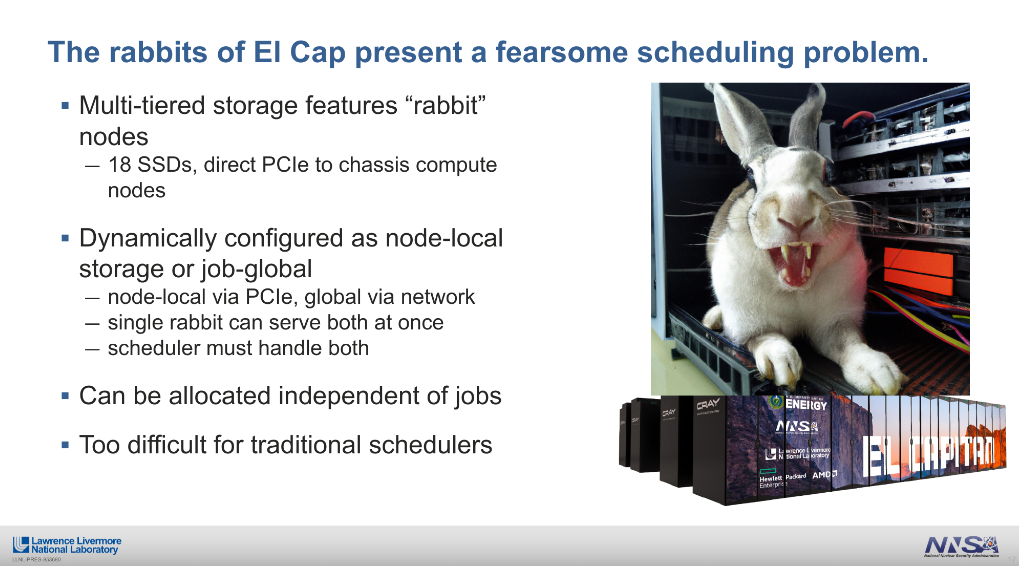 The rabbits of El Cap present a fearsome scheduling problem.
▪ Multi-tiered storage features “rabbit”
nodes
— 18 SSDs, direct PCIe to chassis compute
nodes
▪ Dynamically configured as node-local
storage or job-global
— node-local via PCIe, global via network
— single rabbit can serve both at once
— scheduler must handle both
▪ Can be allocated independent of jobs
▪ Too difficult for traditional schedulers
CRAY
CRAY
ENERGY
NNSA
Lawrence Livermore
National Laboratory
Hewlett Packard
Enterprise
AMD
EL CAPITAN
Lawrence Livermore
National Laboratory
NNSA
National Nuclear Security Administration